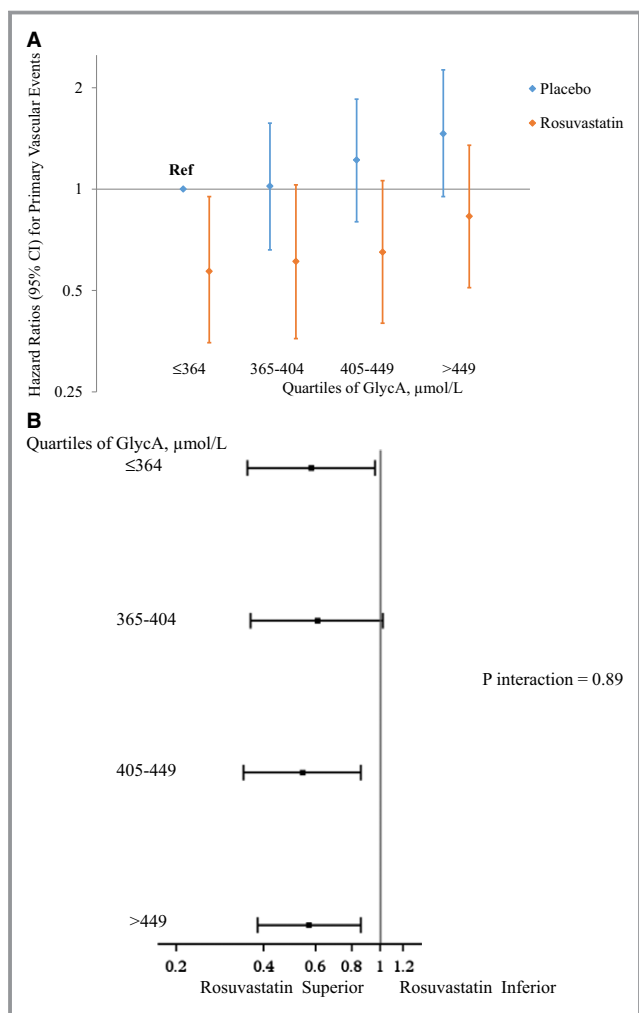 A
Hazard Ratios (95% CI) for Primary Vascular Events
2
1
0.5
0.25
Ref
Placebo
Rosuvastatin
≤364 365-404 405-449 >449
Quartiles of GlycA, µmol/L
B
Quartiles of GlycA, µmol/L
≤364
365-404
P interaction = 0.89
405-449
>449
0.2 0.4 0.6 0.8 1 1.2
Rosuvastatin Superior Rosuvastatin Inferior